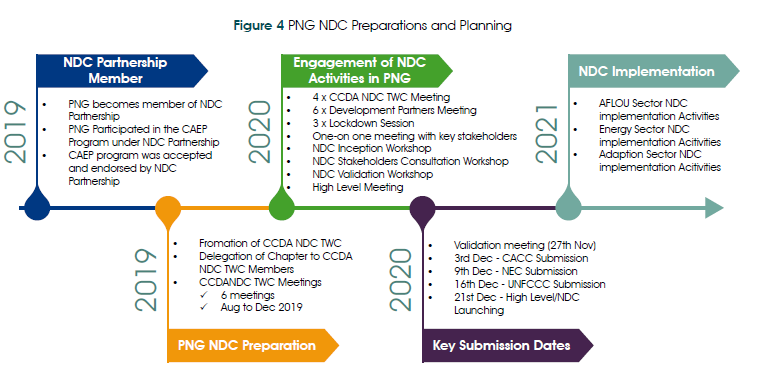 Figure 4 PNG NDC Preparations and Planning
2019
NDC Partnership
Member
• PNG becomes member of NDC
Partnership
• PNG Participated in the CAEP
Program under NDC Partnership
• CAEP program was accepted
and endorsed by NDC
Partnership
2019
• Fromation of CCDA NDC TWC
• Delegation of Chapter to CCDA
NDC TWC Members
• CCDANDC TWC Meetings
✓ 6 meetings
✓ Aug to Dec 2019
PNG NDC Preparation
2020
Engagement of NDC
Activities in PNG
• 4 x CCDA NDC TWC Meeting
• 6 x Development Partners Meeting
• 3 x Lockdown Session
• One-on one meeting with key stakeholders
• NDC Inception Workshop
• NDC Stakeholders Consultation Workshop
• NDC Validation Workshop
• High Level Meeting
2020
• Validation meeting (27th Nov)
• 3rd Dec - CACC Submission
• 9th Dec - NEC Submission
• 16th Dec - UNFCCC Submission
• 21st Dec - High Level/NDC
Launching
Key Submission Dates
2021
NDC Implementation
• AFLOU Sector NDC
implementation Activities
• Energy Sector NDC
implementation Acitivities
• Adaption Sector NDC
implementation Acitivities